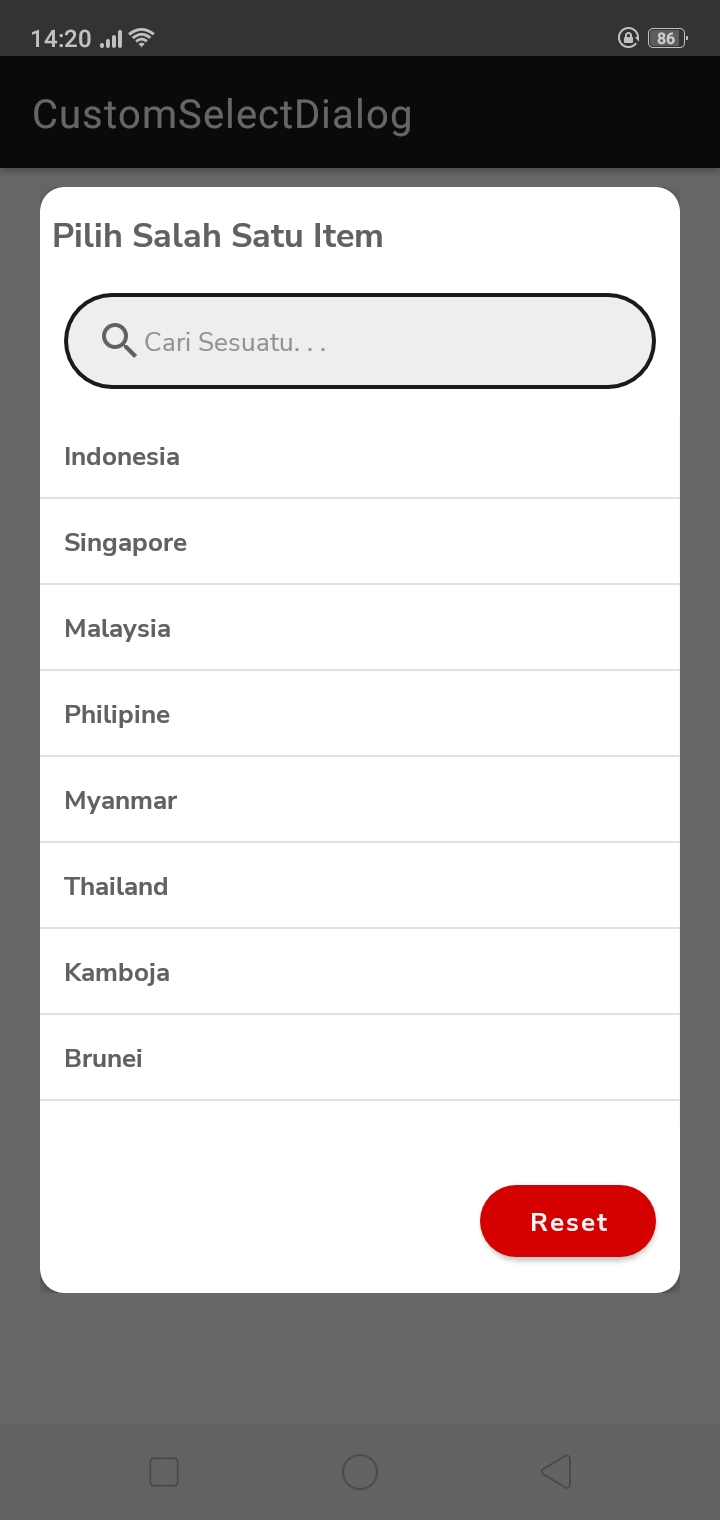 14:20
86
CustomSelectDialog
Pilih Salah Satu Item
Cari Sesuatu. . .
Indonesia
Singapore
Malaysia
Philipine
Myanmar
Thailand
Kamboja
Brunei
Reset